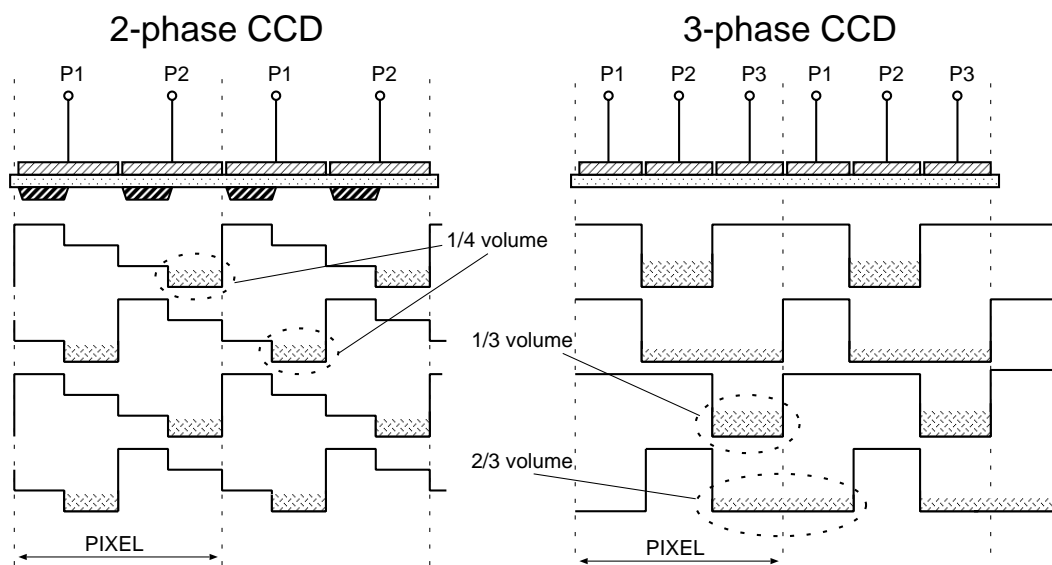 2-phase CCD
3-phase CCD
P1 P2 P1 P2
P1 P2 P3 P1 P2 P3
1/4 volume
1/3 volume
2/3 volume
PIXEL
PIXEL